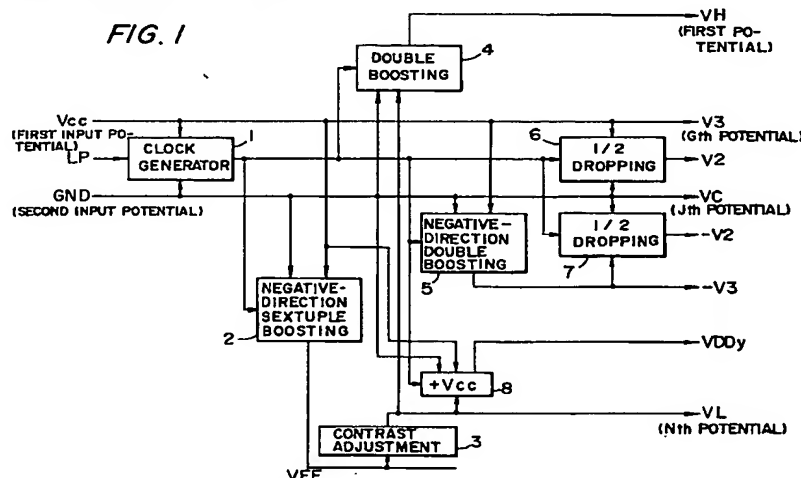 FIG. 1
VH
(FIRST PO-
TENTIAL)
DOUBLE
BOOSTING
4
Vcc
(FIRST INPUT PO-
TENTIAL)
LP
1
CLOCK
GENERATOR
GND
(SECOND INPUT POTENTIAL)
V3
(Gth POTENTIAL)
6
1/2
DROPPING
V2
VC
(Jth POTENTIAL)
1/2
DROPPING
7
-V2
NEGATIVE-
DIRECTION
DOUBLE
BOOSTING
5
-V3
NEGATIVE-
DIRECTION
SEXTUPLE
BOOSTING
2
VDDy
+Vcc
8
VL
(Nth POTENTIAL)
CONTRAST
ADJUSTMENT
3
VEE